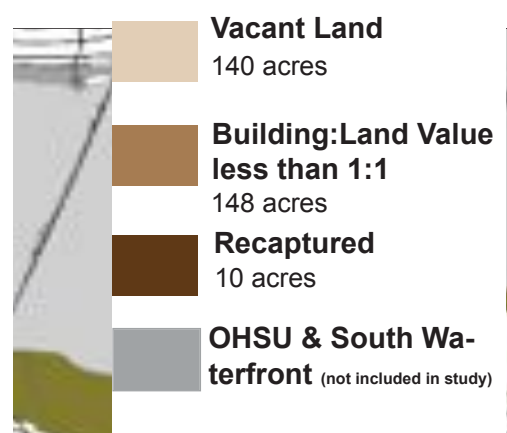 Vacant Land
140 acres
Building:Land Value
less than 1:1
148 acres
Recaptured
10 acres
OHSU & South Wa-
terfront (not included in study)